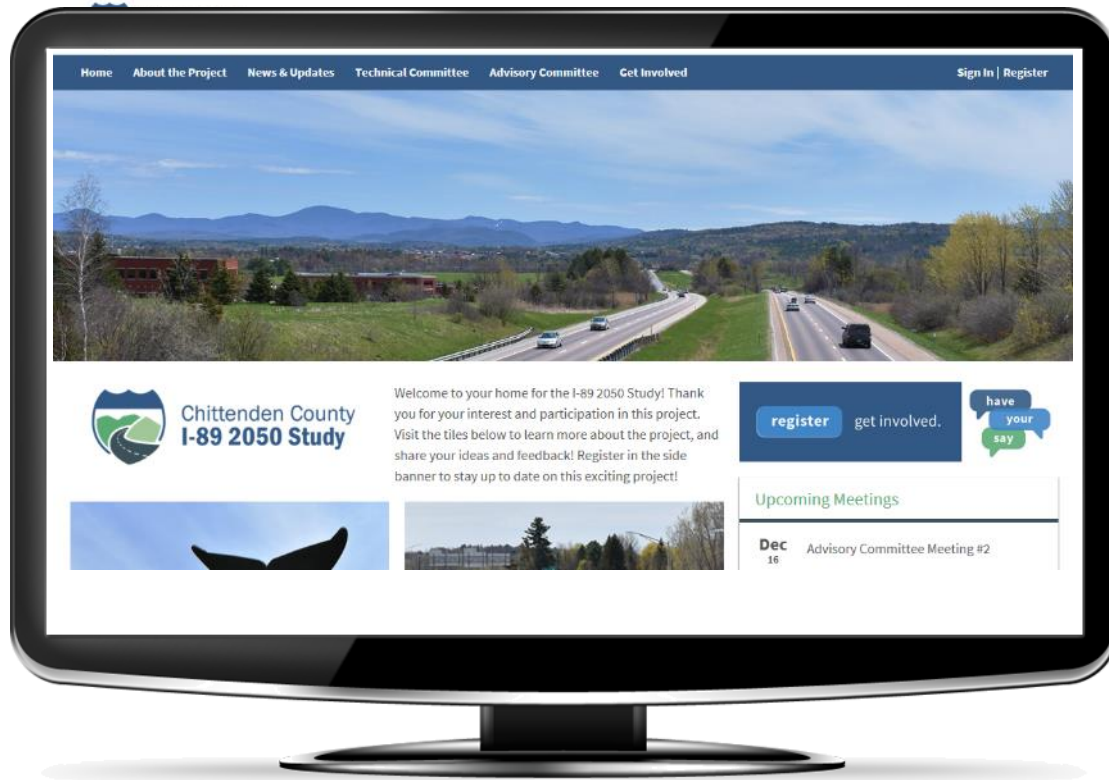 Home About the Project News & Updates Technical Committee Advisory Committee Get Involved Sign In | Register
Chittenden County
I-89 2050 Study
Welcome to your home for the I-89 2050 Study! Thank
you for your interest and participation in this project.
Visit the tiles below to learn more about the project, and
share your ideas and feedback! Register in the side
banner to stay up to date on this exciting project!
register get involved.
have
your
say
Upcoming Meetings
Dec
16
Advisory Committee Meeting #2